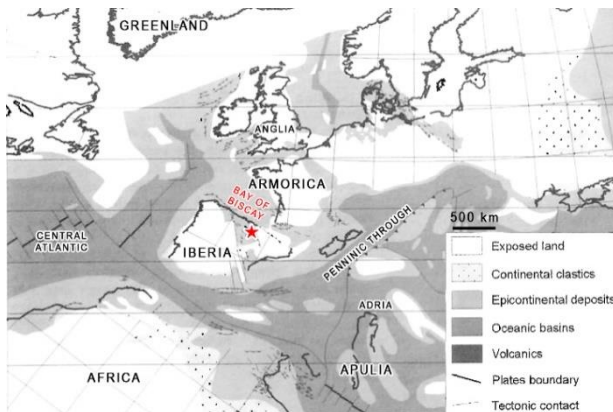 GREENLAND
ANGLIA
ARMORICA
BAY OF
BISCAY
500 km
CENTRAL
ATLANTIC
IBERIA
PENNINIC THROUGH
ADRIA
AFRICA
APULIA
Exposed land
Continental clastics
Epicontinental deposits
Oceanic basins
Volcanics
Plates boundary
Tectonic contact